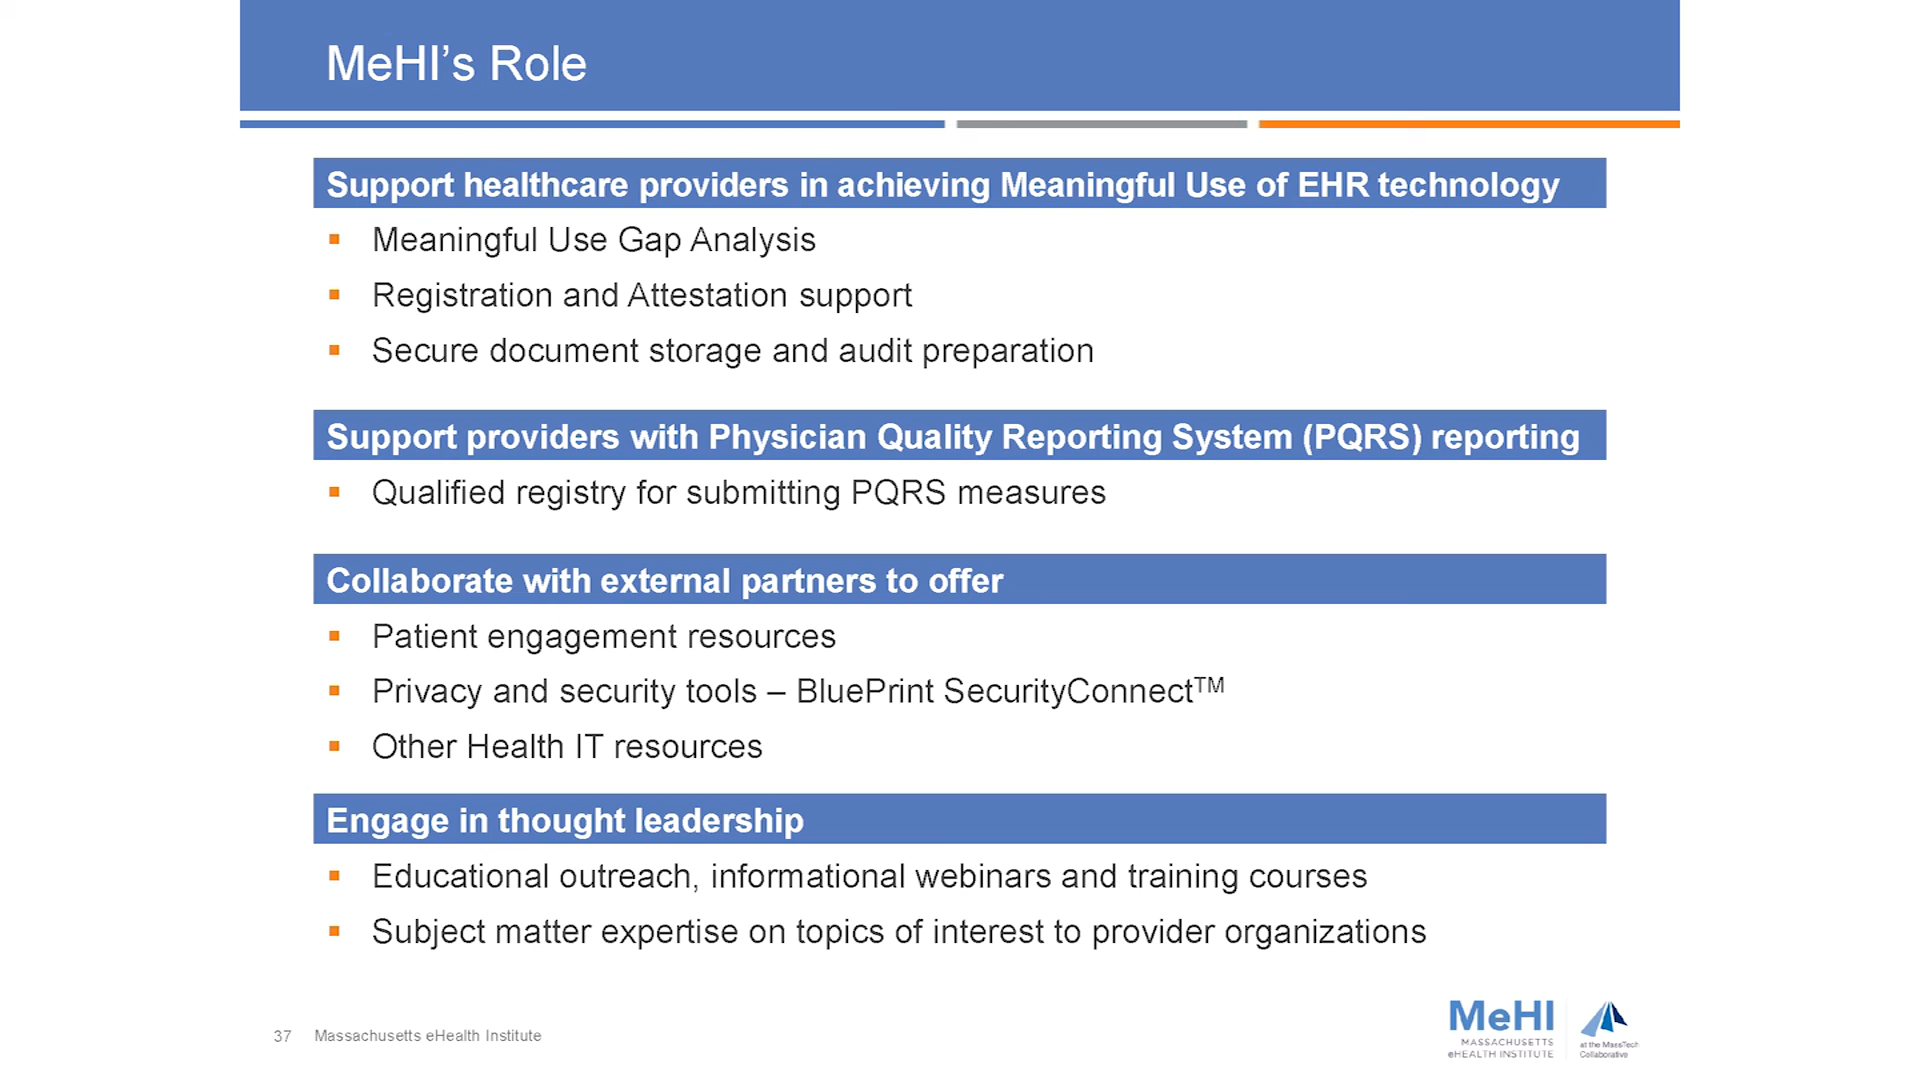 MeHI’s Role
Support healthcare providers in achieving Meaningful Use of EHR technology
Meaningful Use Gap Analysis
Registration and Attestation support
Secure document storage and audit preparation
Support providers with Physician Quality Reporting System (PQRS) reporting
Qualified registry for submitting PQRS measures
Collaborate with external partners to offer
Patient engagement resources
Privacy and security tools – BluePrint SecurityConnect™
Other Health IT resources
Engage in thought leadership
Educational outreach, informational webinars and training courses
Subject matter expertise on topics of interest to provider organizations
37 Massachusetts eHealth Institute
MeHI
MASSACHUSETTS
eHEALTH INSTITUTE
at the MassTech
Collaborative